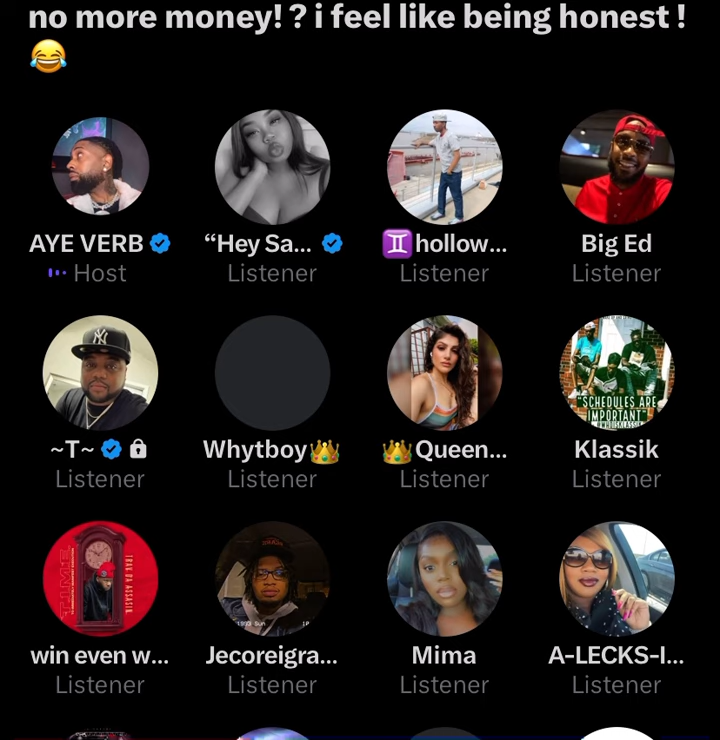 no more money! ? i feel like being honest !
😂
AYE VERB
“Hey Sa...
♊hollow...
Big Ed
Host
Listener
Listener
Listener
~T~
Whytboy👑
👑Queen...
Klassik
"SCHEDULES ARE
IMPORTANT"
Listener
Listener
Listener
Listener
win even w...
Jecoreigra...
Mima
A-LECKS-I...
Listener
Listener
Listener
Listener